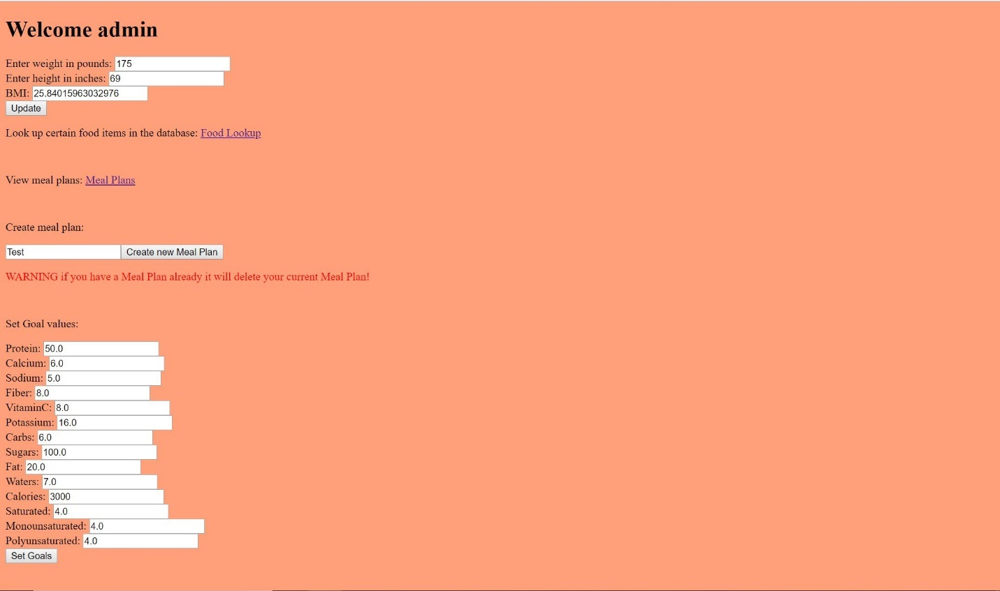 Welcome admin
Enter weight in pounds: 175
Enter height in inches: 69
BMI: 25.84015963032976
Update
Look up certain food items in the database: Food Lookup
View meal plans: Meal Plans
Create meal plan:
Test Create new Meal Plan
WARNING if you have a Meal Plan already it will delete your current Meal Plan!
Set Goal values:
Protein: 50.0
Calcium: 6.0
Sodium: 5.0
Fiber: 8.0
VitaminC: 8.0
Potassium: 16.0
Carbs: 6.0
Sugars: 100.0
Fat: 20.0
Waters: 7.0
Calories: 3000
Saturated: 4.0
Monounsaturated: 4.0
Polyunsaturated: 4.0
Set Goals